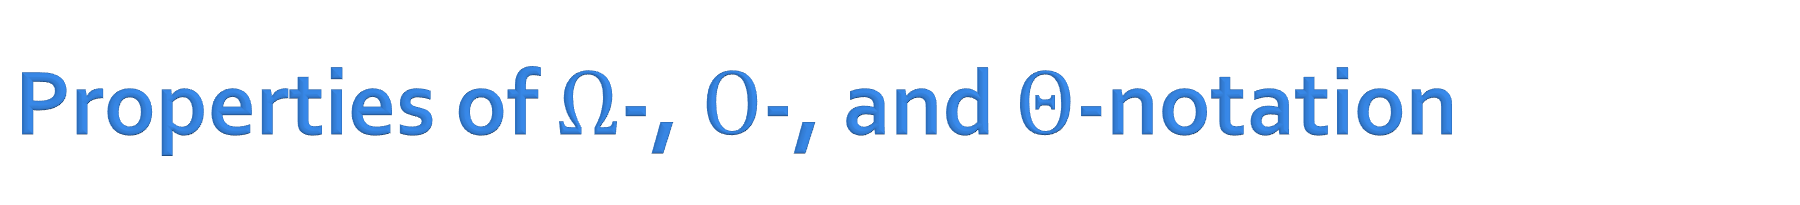 Properties of Ω-, O-, and Θ-notation